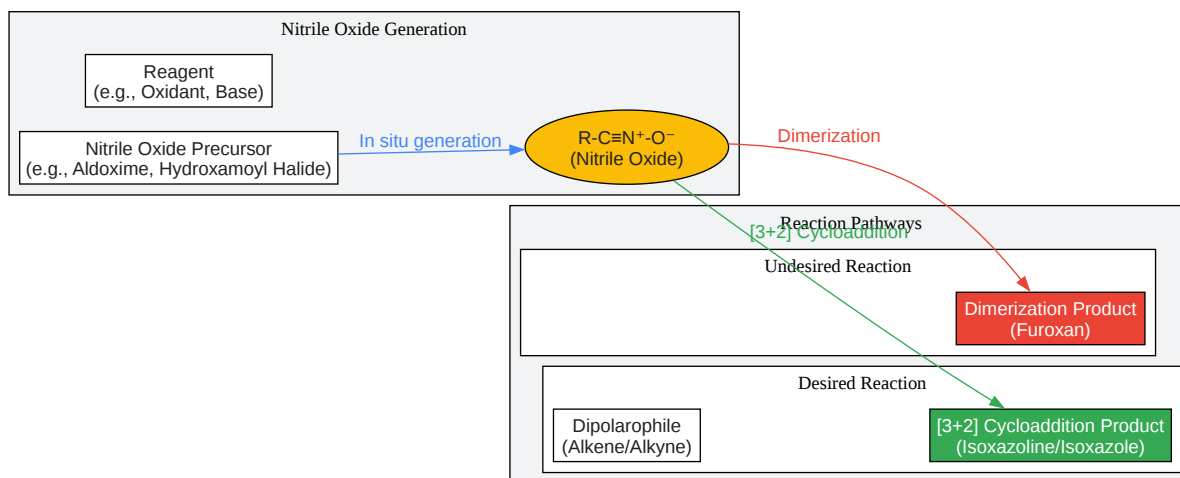 Nitrile Oxide Generation
Reagent
(e.g., Oxidant, Base)
Nitrile Oxide Precursor
(e.g., Aldoxime, Hydroxamoyl Halide)
In situ generation
R-C≡N⁺-O⁻
(Nitrile Oxide)
Dimerization
Reaction Pathways
[3+2] Cycloaddition
Undesired Reaction
Dimerization Product
(Furoxan)
Desired Reaction
Dipolarophile
(Alkene/Alkyne)
[3+2] Cycloaddition Product
(Isoxazoline/Isoxazole)